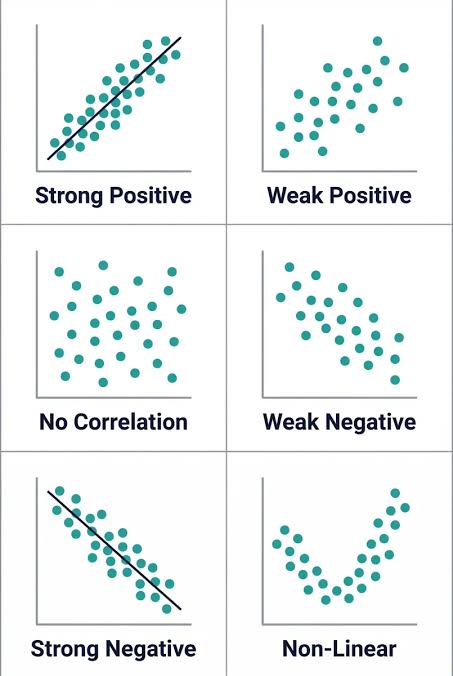 Strong Positive
Weak Positive
No Correlation
Weak Negative
Strong Negative
Non-Linear